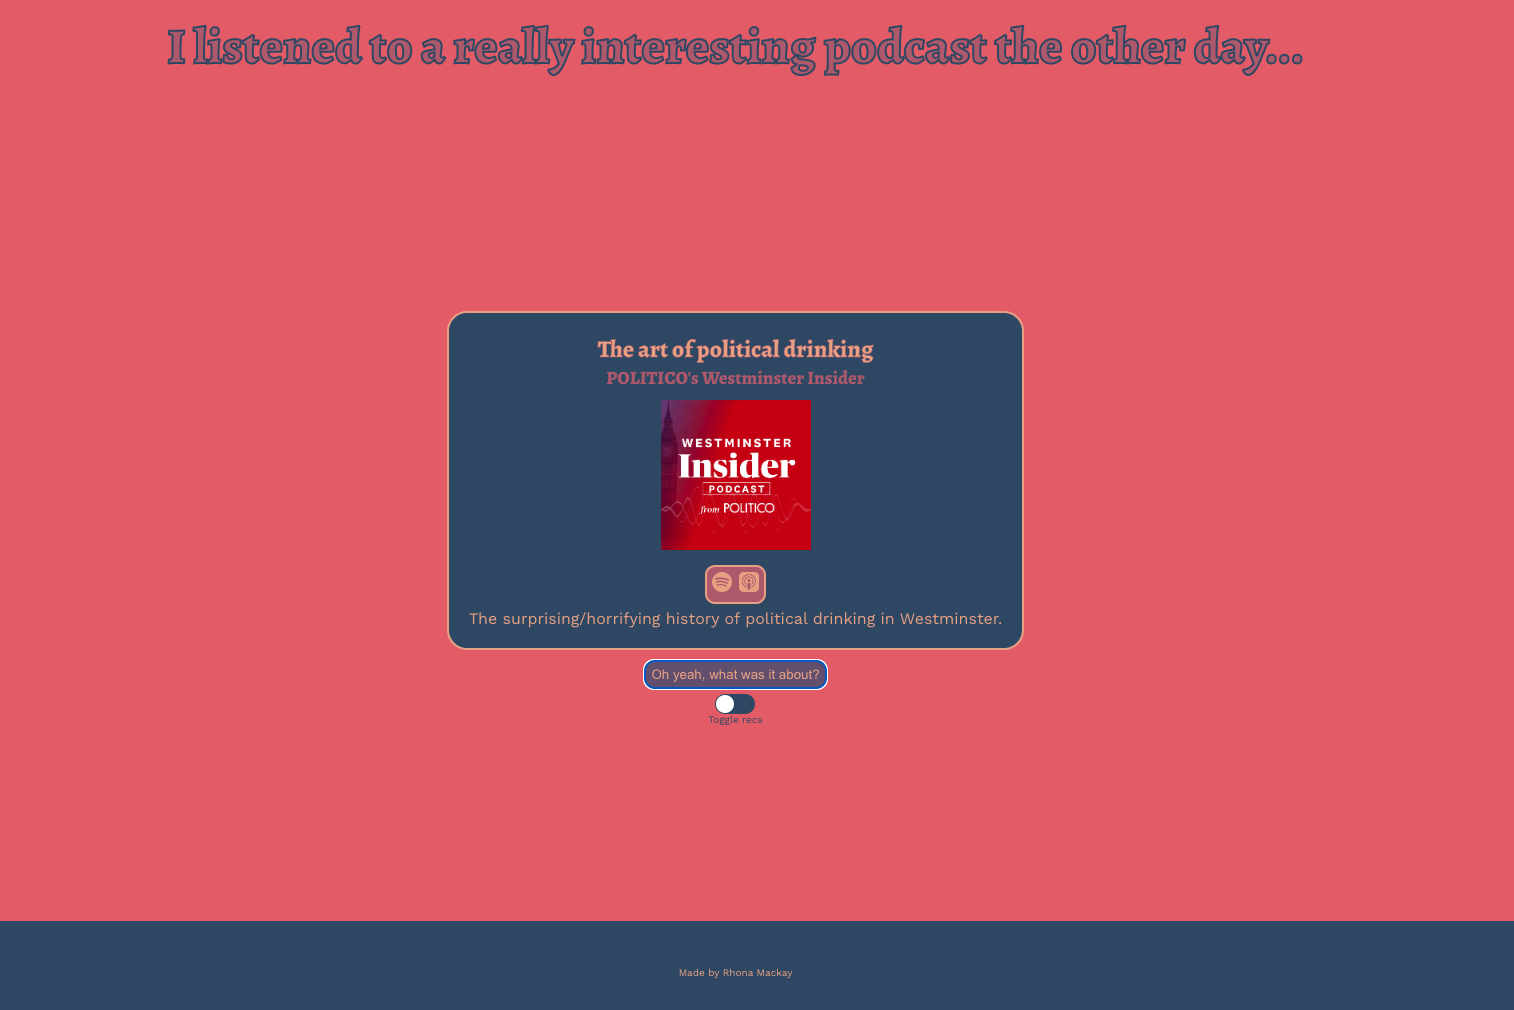 I listened to a really interesting podcast the other day...
The art of political drinking
POLITICO's Westminster Insider
WESTMINSTER
Insider
PODCAST
from POLITICO
The surprising/horrifying history of political drinking in Westminster.
Oh yeah, what was it about?
Toggle recs
Made by Rhona Mackay